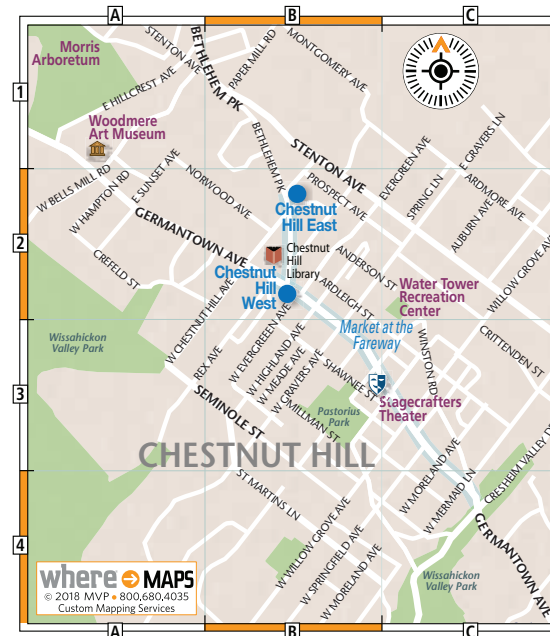 A
B
C
Morris
Arboretum
STENTON AVE
BETHLEHEM PK
PAPER MILL RD
MONTGOMERY AVE
1
1
E HILLCREST AVE
Woodmere
Art Museum
BETHLEHEM PK
STENTON AVE
E GRAVERS LN
EVERGREEN AVE
W BELLS MILL RD
W HAMPTON RD
E SUNSET AVE
NORWOOD AVE
PROSPECT AVE
SPRING LN
ARDMORE AVE
AUBURN AVE
Chestnut
Hill East
GERMANTOWN AVE
2
2
Chestnut
Hill
Library
ANDERSON ST
WILLOW GROVE AVE
CREFELD ST
Chestnut
Hill
West
ARDLEIGH ST
Water Tower
Recreation
Center
W CHESTNUT HILL AVE
Market at the
Fareway
CRITTENDEN ST
Wissahickon
Valley Park
REX AVE
W EVERGREEN AVE
W HIGHLAND AVE
W MEADE AVE
W GRAVERS AVE
W SHAWNEE ST
WINSTON RD
3
3
SEMINOLE ST
MILLMAN ST
Pastorius
Park
Stagecrafters
Theater
CHESTNUT HILL
ST MARTINS LN
W MORELAND AVE
W MERMAID LN
CRESHEIM VALLEY D
GERMANTOWN AVE
4
4
W WILLOW GROVE AVE
W SPRINGFIELD AVE
W MORELAND AVE
Wissahickon
Valley Park
where MAPS
© 2018 MVP • 800,680,4035
Custom Mapping Services
A
B
C